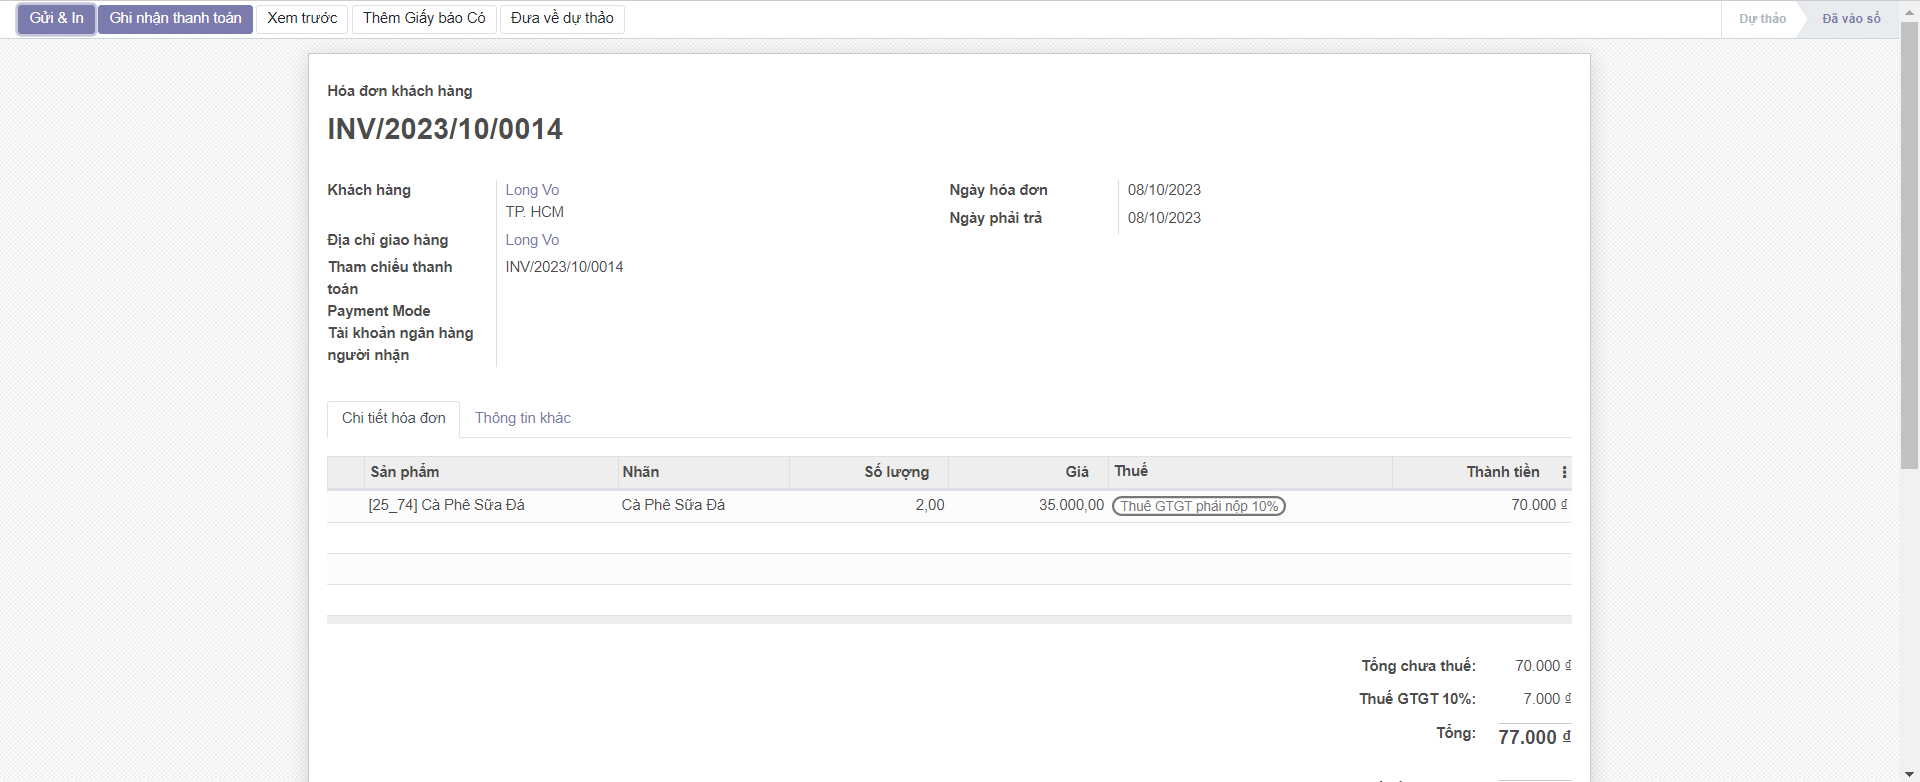 Gửi & In Ghi nhận thanh toán Xem trước Thêm Giấy báo Có Đưa về dự thảo Dự thảo Đã vào sổ
Hóa đơn khách hàng
INV/2023/10/0014
Khách hàng Long Vo Ngày hóa đơn 08/10/2023
TP. HCM Ngày phải trả 08/10/2023
Địa chỉ giao hàng Long Vo
Tham chiếu thanh INV/2023/10/0014
toán
Payment Mode
Tài khoản ngân hàng
người nhận
Chi tiết hóa đơn Thông tin khác
Sản phẩm Nhãn Số lượng Giá Thuế Thành tiền
[25_74] Cà Phê Sữa Đá Cà Phê Sữa Đá 2,00 35.000,00 Thuế GTGT phải nộp 10% 70.000 ₫
Tổng chưa thuế: 70.000 ₫
Thuế GTGT 10%: 7.000 ₫
Tổng: 77.000 ₫